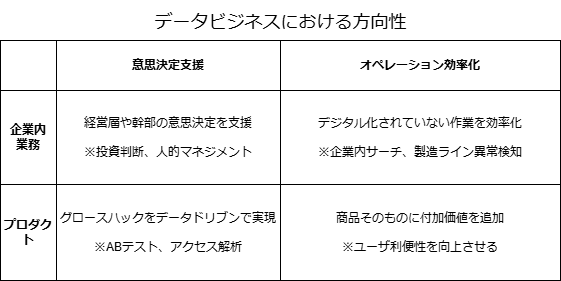 データビジネスにおける方向性
意思決定支援
オペレーション効率化
企業内
業務
経営層や幹部の意思決定を支援
※投資判断、人的マネジメント
デジタル化されていない作業を効率化
※企業内サーチ、製造ライン異常検知
プロダク
ト
グロースハックをデータドリブンで実現
※ABテスト、アクセス解析
商品そのものに付加価値を追加
※ユーザ利便性を向上させる